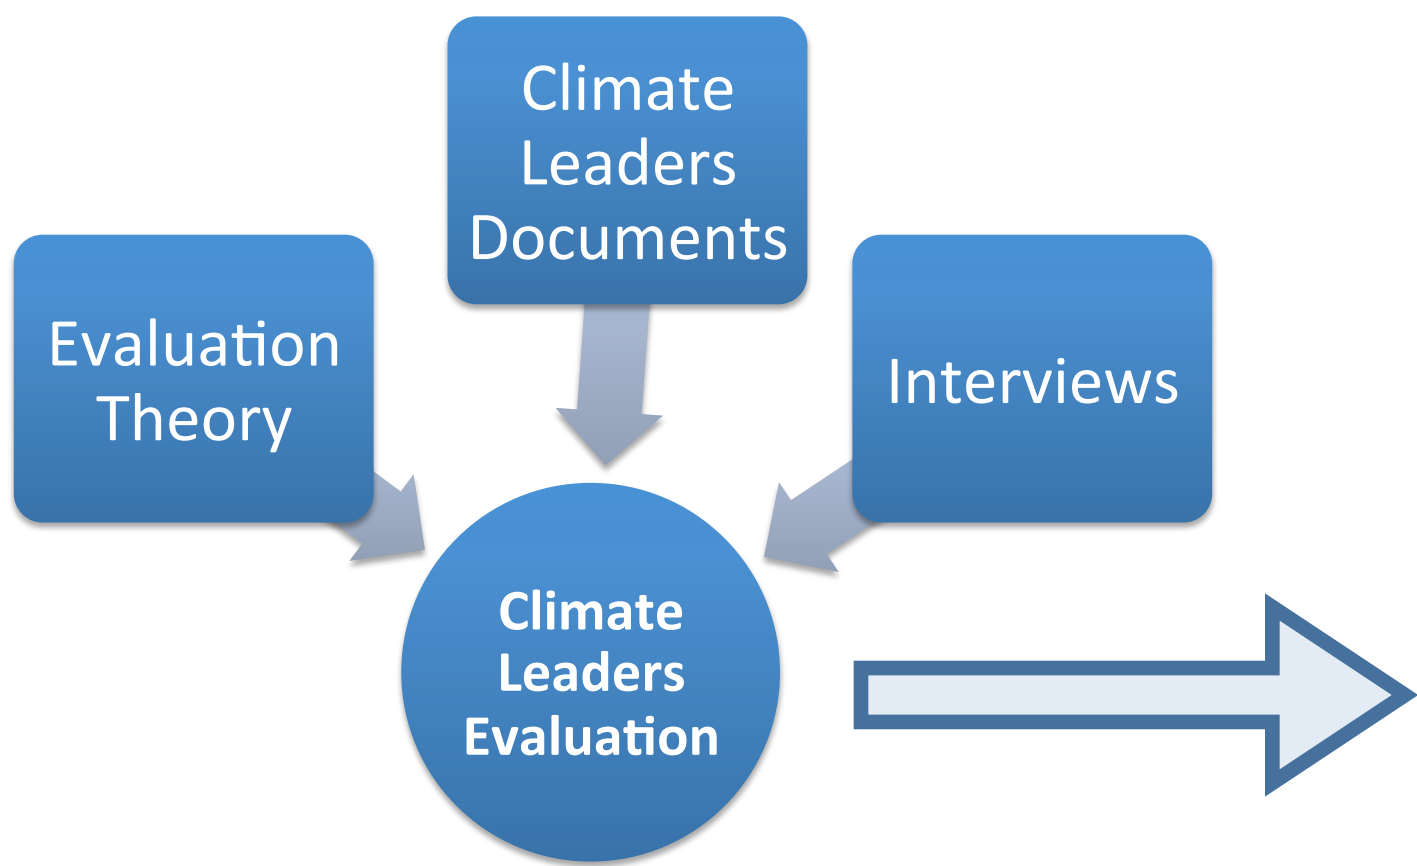 Climate
Leaders
Documents
Evaluation
Theory
Interviews
Climate
Leaders
Evaluation